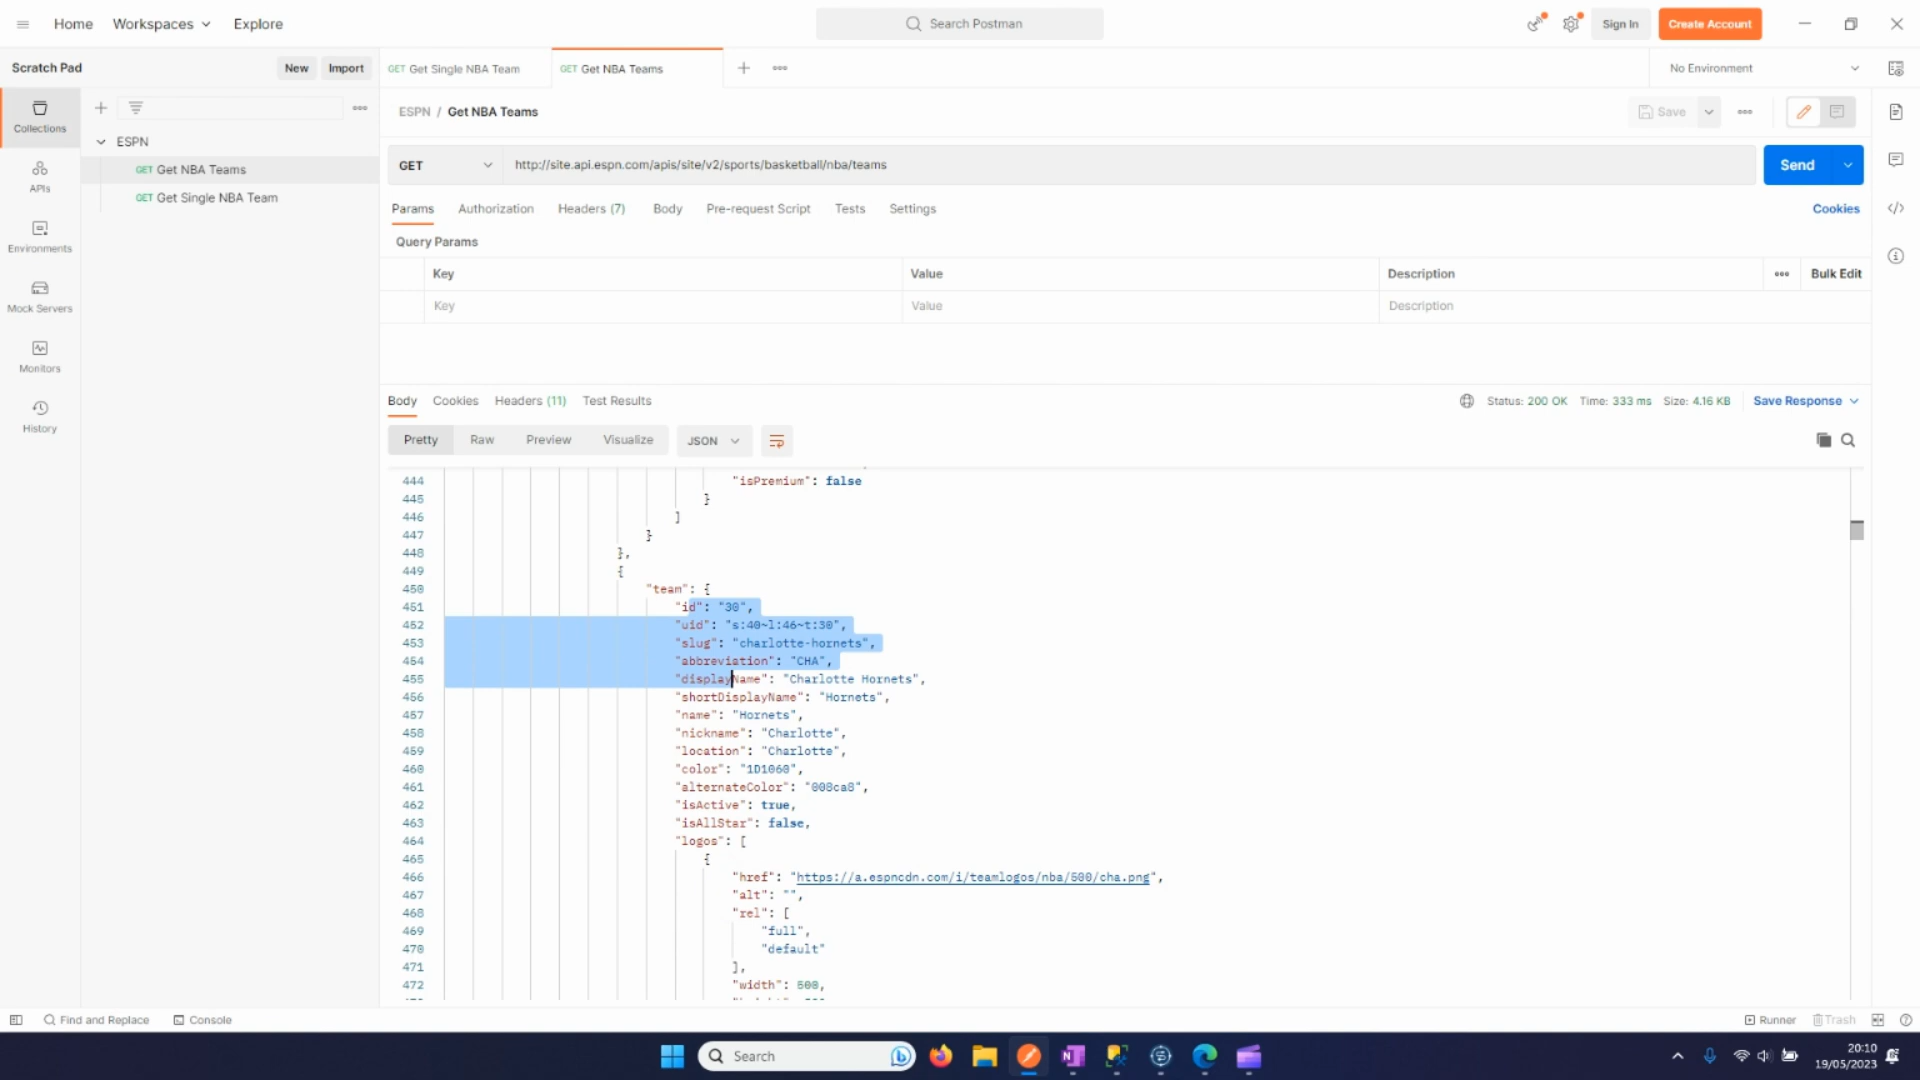 Home Workspaces Explore
Search Postman
Sign In Create Account
Scratch Pad New Import
GET Get Single NBA Team GET Get NBA Teams
No Environment
Collections
APIs
Environments
Mock Servers
Monitors
History
ESPN
GET Get NBA Teams
GET Get Single NBA Team
ESPN / Get NBA Teams
Save
GET http://site.api.espn.com/apis/site/v2/sports/basketball/nba/teams Send
Params Authorization Headers (7) Body Pre-request Script Tests Settings Cookies
Query Params
Key Value Description Bulk Edit
Key Value Description
Body Cookies Headers (11) Test Results Status: 200 OK Time: 333 ms Size: 4.16 KB Save Response
Pretty Raw Preview Visualize JSON
444 "isPremium": false
445 }
446 ]
447 }
448 },
449 {
450 "team": {
451 "id": "30",
452 "uid": "s:40~l:46~t:30",
453 "slug": "charlotte-hornets",
454 "abbreviation": "CHA",
455 "displayName": "Charlotte Hornets",
456 "shortDisplayName": "Hornets",
457 "name": "Hornets",
458 "nickname": "Charlotte",
459 "location": "Charlotte",
460 "color": "1D1060",
461 "alternateColor": "008ca8",
462 "isActive": true,
463 "isAllStar": false,
464 "logos": [
465 {
466 "href": "https://a.espncdn.com/i/teamlogos/nba/500/cha.png",
467 "alt": "",
468 "rel": [
469 "full",
470 "default"
471 ],
472 "width": 500,
Find and Replace Console Runner Trash
Search
20:10
19/05/2023